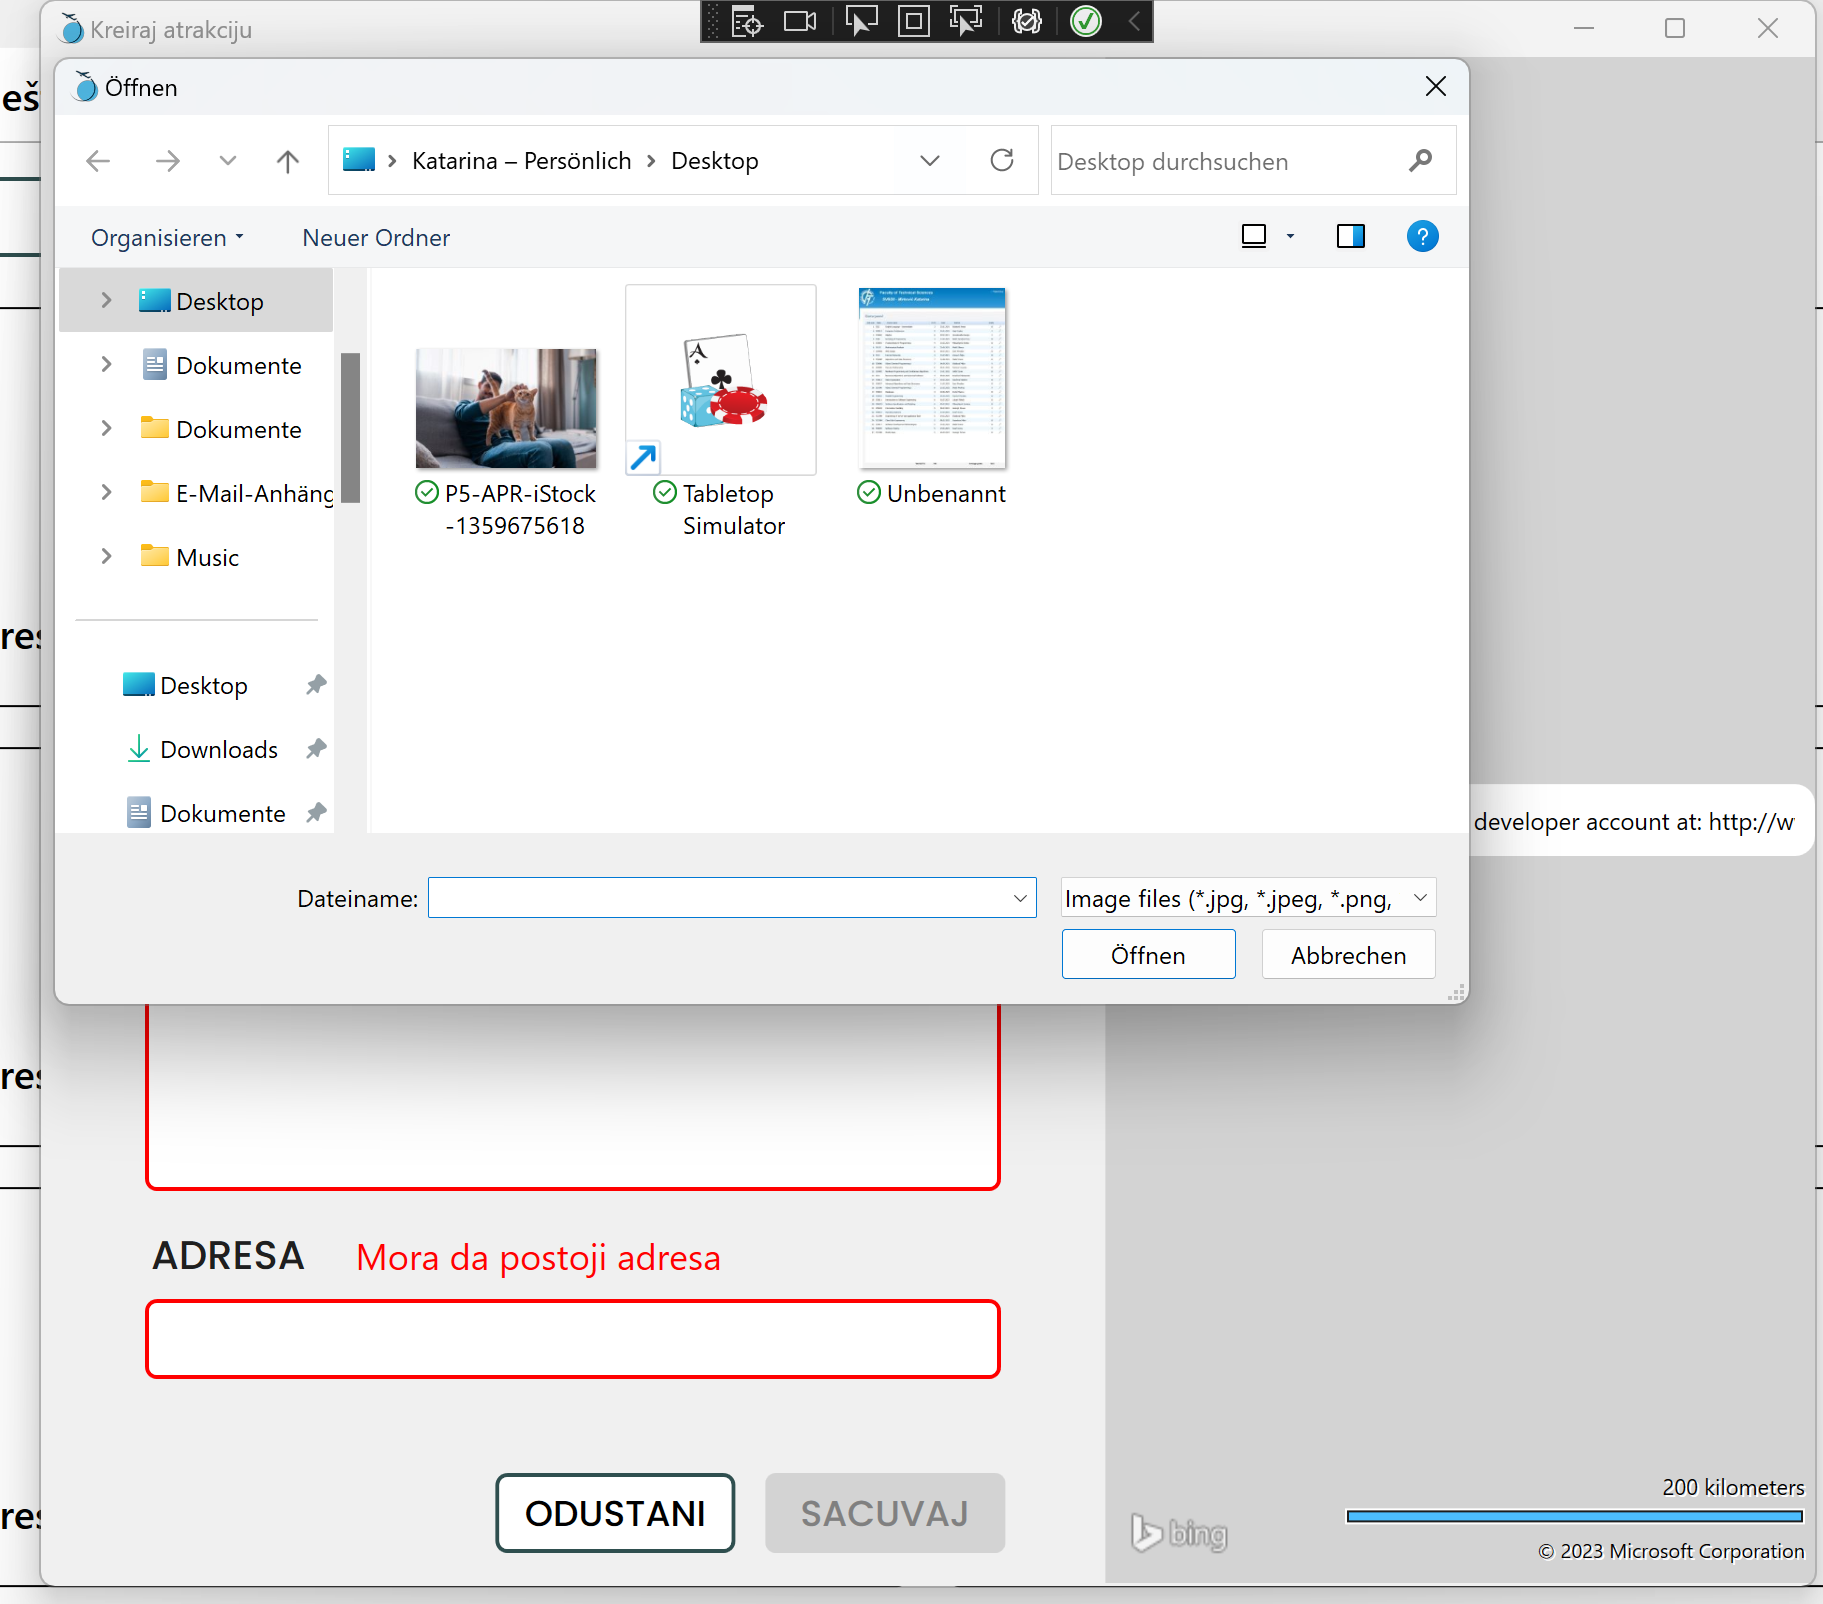 Kreiraj atrakciju
eš
Öffnen
Katarina – Persönlich
Desktop
Desktop durchsuchen
Organisieren
Neuer Ordner
Desktop
Dokumente
Dokumente
E-Mail-Anhäng
Music
P5-APR-iStock
-1359675618
Tabletop
Simulator
Unbenannt
res
Desktop
Downloads
Dokumente
developer account at: http://w
Dateiname:
Image files (*.jpg, *.jpeg, *.png,
Öffnen
Abbrechen
res
ADRESA
Mora da postoji adresa
ODUSTANI
SACUVAJ
res
bing
200 kilometers
© 2023 Microsoft Corporation